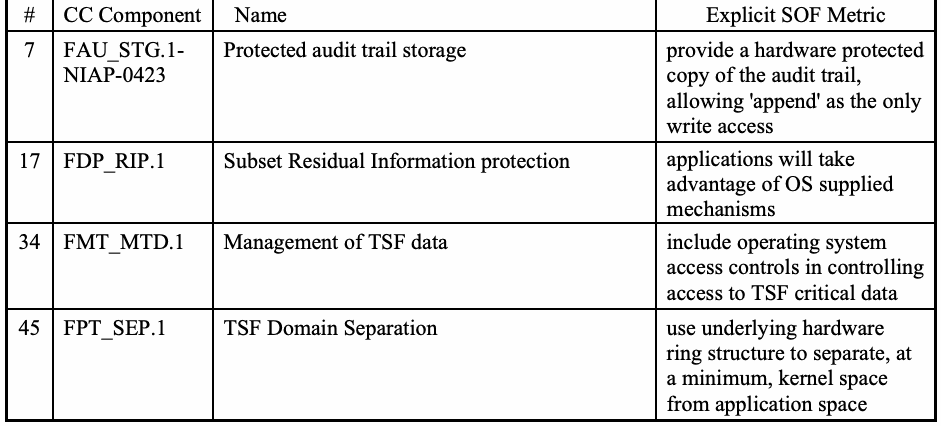 # CC Component Name Explicit SOF Metric
7 FAU_STG.1- Protected audit trail storage provide a hardware protected
NIAP-0423 copy of the audit trail,
allowing 'append' as the only
write access
17 FDP_RIP.1 Subset Residual Information protection applications will take
advantage of OS supplied
mechanisms
34 FMT_MTD.1 Management of TSF data include operating system
access controls in controlling
access to TSF critical data
45 FPT_SEP.1 TSF Domain Separation use underlying hardware
ring structure to separate, at
a minimum, kernel space
from application space